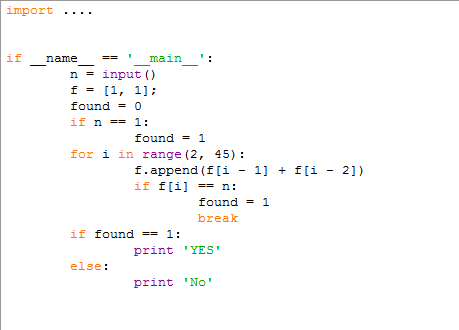 import ....
if __name__ == '__main__':
n = input()
f = [1, 1];
found = 0
if n == 1:
found = 1
for i in range(2, 45):
f.append(f[i - 1] + f[i - 2])
if f[i] == n:
found = 1
break
if found == 1:
print 'YES'
else:
print 'No'